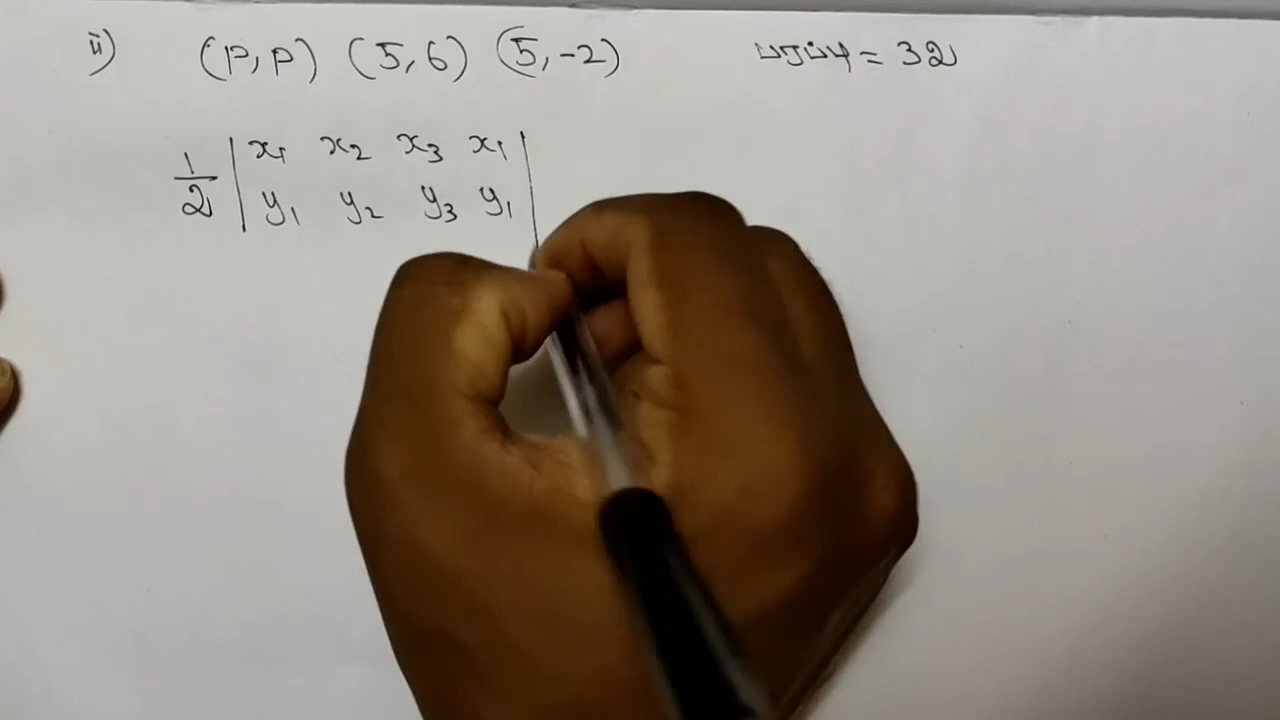 ii) (P, P) (5, 6) (5, -2) பரப்பு = 32
1/2 | x₁ x₂ x₃ x₁ |
| y₁ y₂ y₃ y₁ |